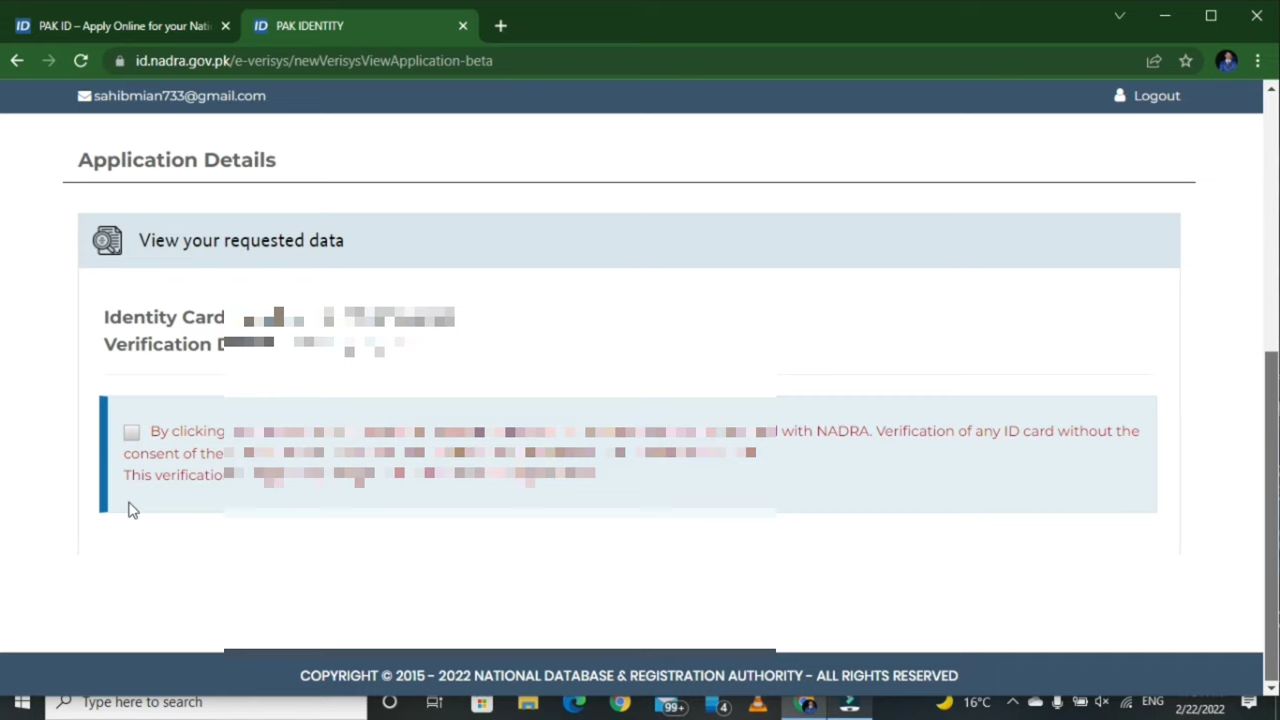 PAK ID – Apply Online for your Nati
PAK IDENTITY
id.nadra.gov.pk/e-verisys/newVerisysViewApplication-beta
sahibmian733@gmail.com
Logout
Application Details
View your requested data
Identity Card
Verification
By clicking with NADRA. Verification of any ID card without the
consent of the
This verificatio
COPYRIGHT © 2015 - 2022 NATIONAL DATABASE & REGISTRATION AUTHORITY - ALL RIGHTS RESERVED
Type here to search
99+
4
16°C
ENG
2/22/2022